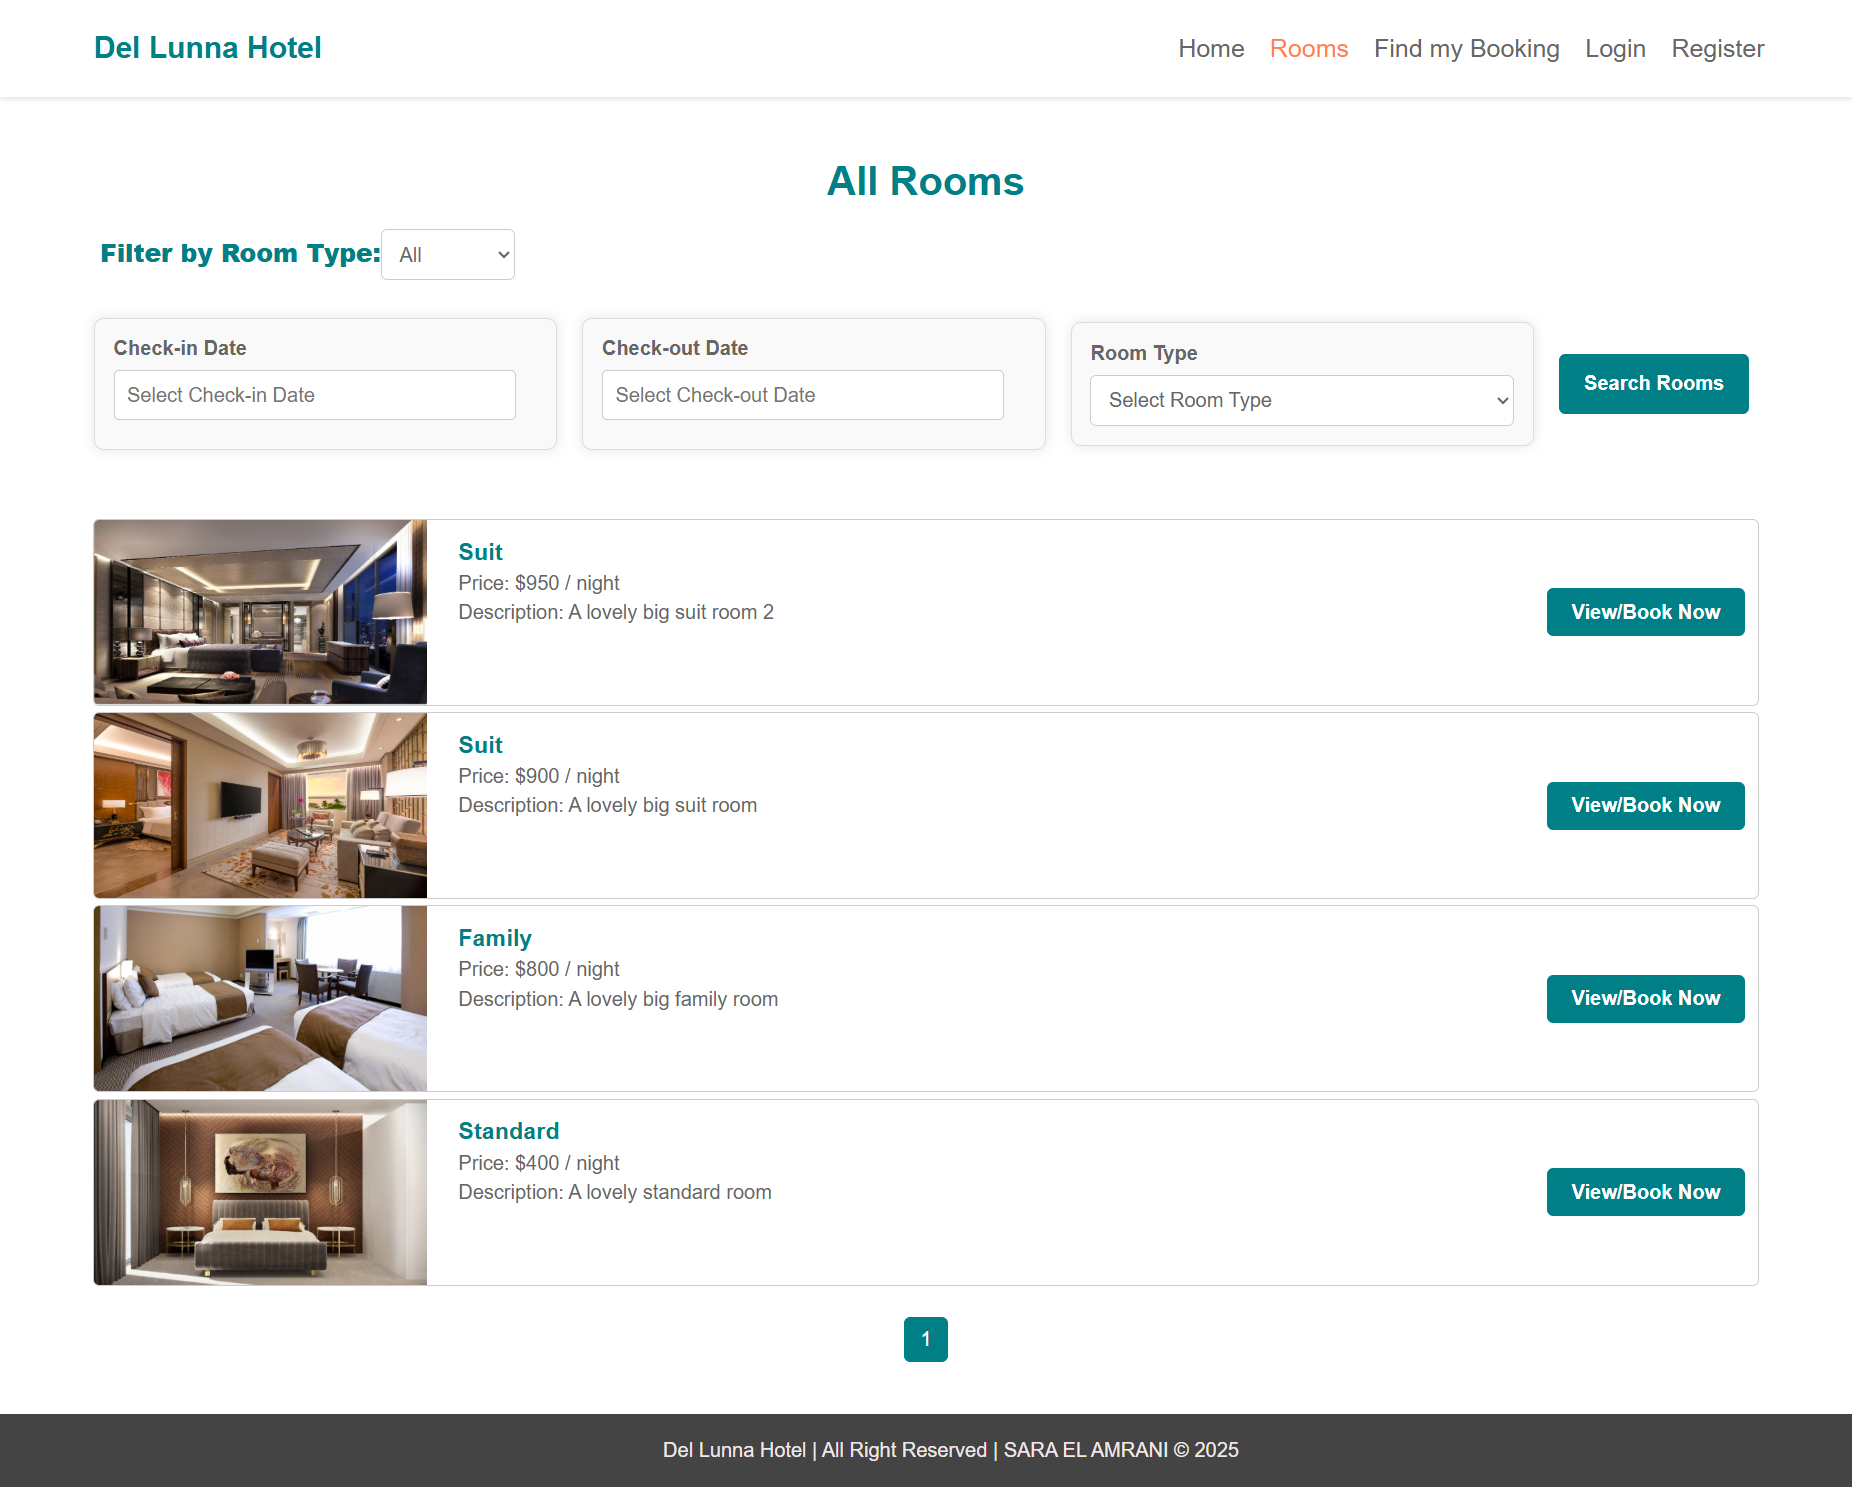 Del Lunna Hotel
Home Rooms Find my Booking Login Register
All Rooms
Filter by Room Type: All
Check-in Date
Select Check-in Date
Check-out Date
Select Check-out Date
Room Type
Select Room Type
Search Rooms
Suit
Price: $950 / night
Description: A lovely big suit room 2
View/Book Now
Suit
Price: $900 / night
Description: A lovely big suit room
View/Book Now
Family
Price: $800 / night
Description: A lovely big family room
View/Book Now
Standard
Price: $400 / night
Description: A lovely standard room
View/Book Now
1
Del Lunna Hotel | All Right Reserved | SARA EL AMRANI © 2025